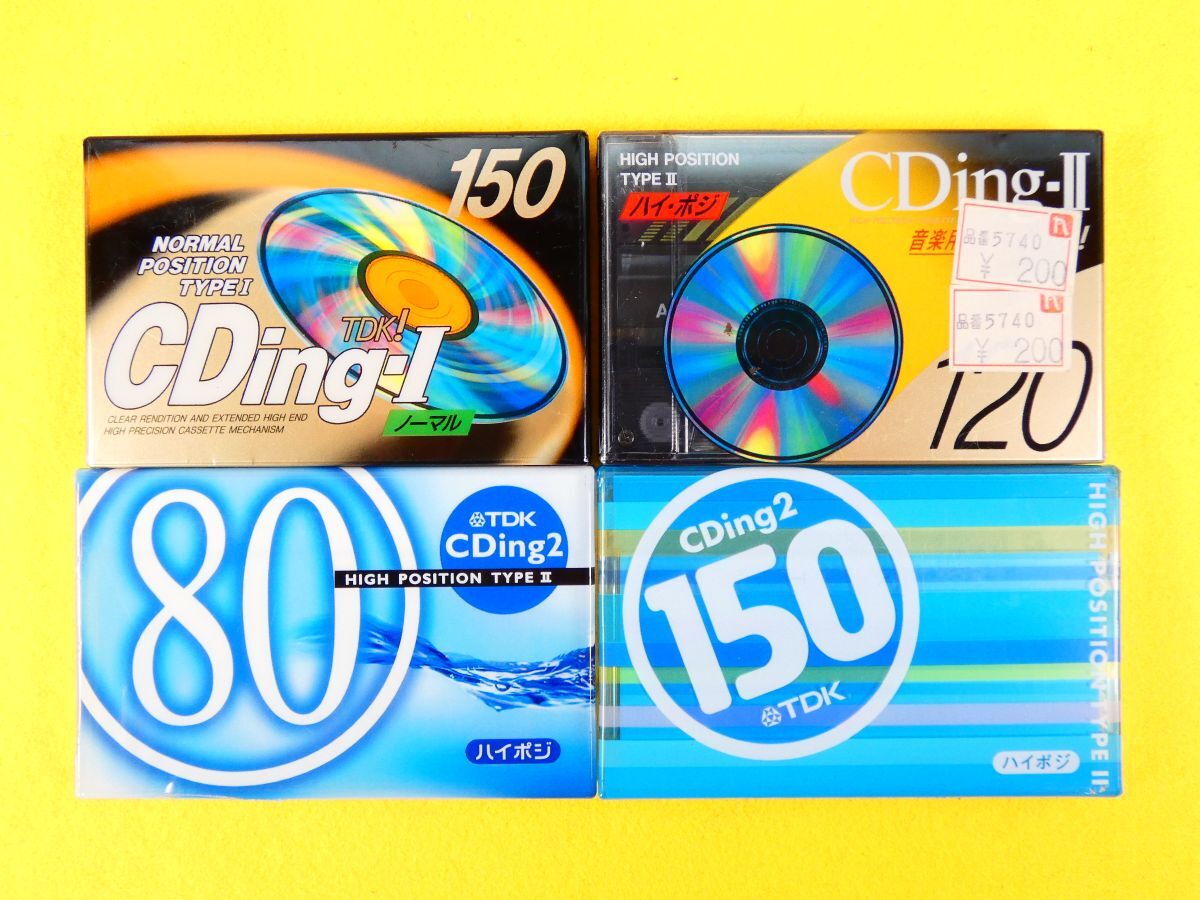 150
NORMAL
POSITION
TYPE I
TDK!
CDing-I
CLEAR RENDITION AND EXTENDED HIGH END
HIGH PRECISION CASSETTE MECHANISM
ノーマル
HIGH POSITION
TYPE II
ハイ・ポジ
CDing-II
音楽用
品番5740
¥ 200
品番5740
¥ 200
A
120
80
TDK
CDing2
HIGH POSITION TYPE II
ハイポジ
CDing2
150
TDK
HIGH POSITION・TYPE II
ハイポジ